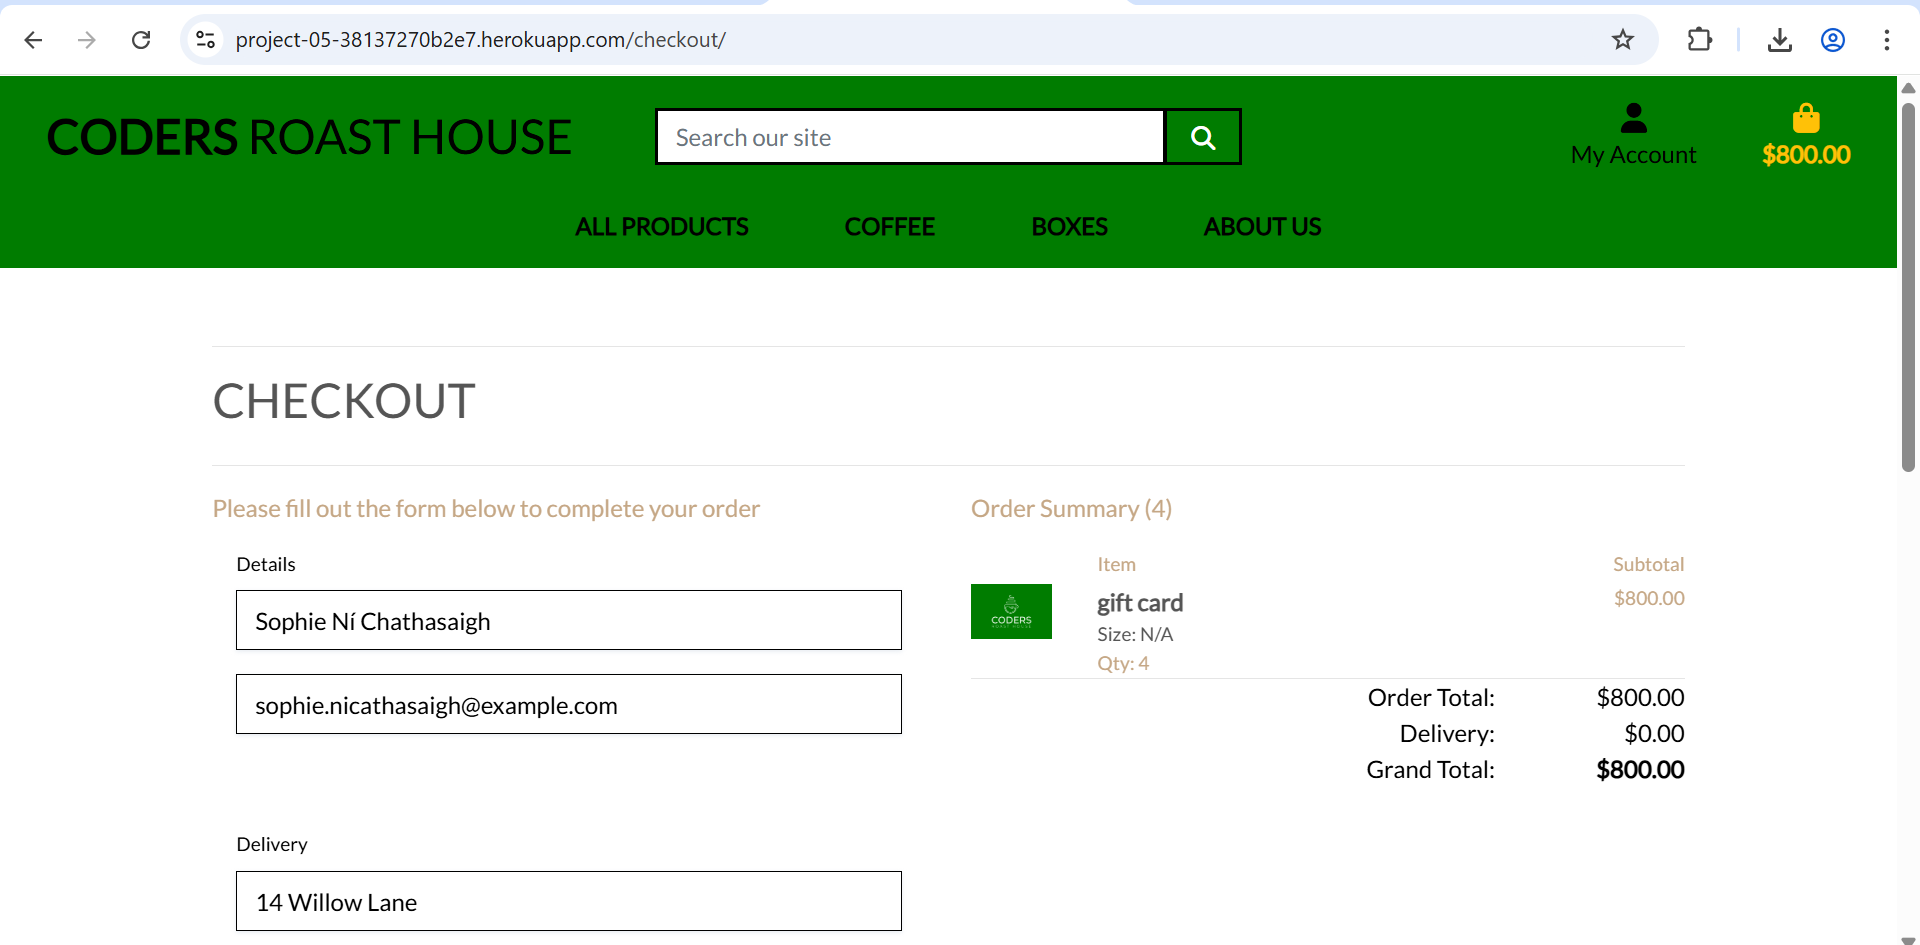 project-05-38137270b2e7.herokuapp.com/checkout/
CODERS ROAST HOUSE
Search our site
My Account
$800.00
ALL PRODUCTS
COFFEE
BOXES
ABOUT US
CHECKOUT
Please fill out the form below to complete your order
Details
Sophie Ní Chathasaigh
sophie.nicathasaigh@example.com
Delivery
14 Willow Lane
Order Summary (4)
Item
Subtotal
CODERS
ROAST HOUSE
gift card
$800.00
Size: N/A
Qty: 4
Order Total: $800.00
Delivery: $0.00
Grand Total: $800.00